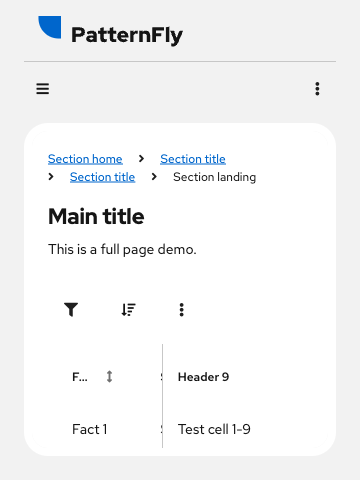 PatternFly
Section home > Section title
> Section title > Section landing
Main title
This is a full page demo.
F... Header 9
Fact 1 Test cell 1-9